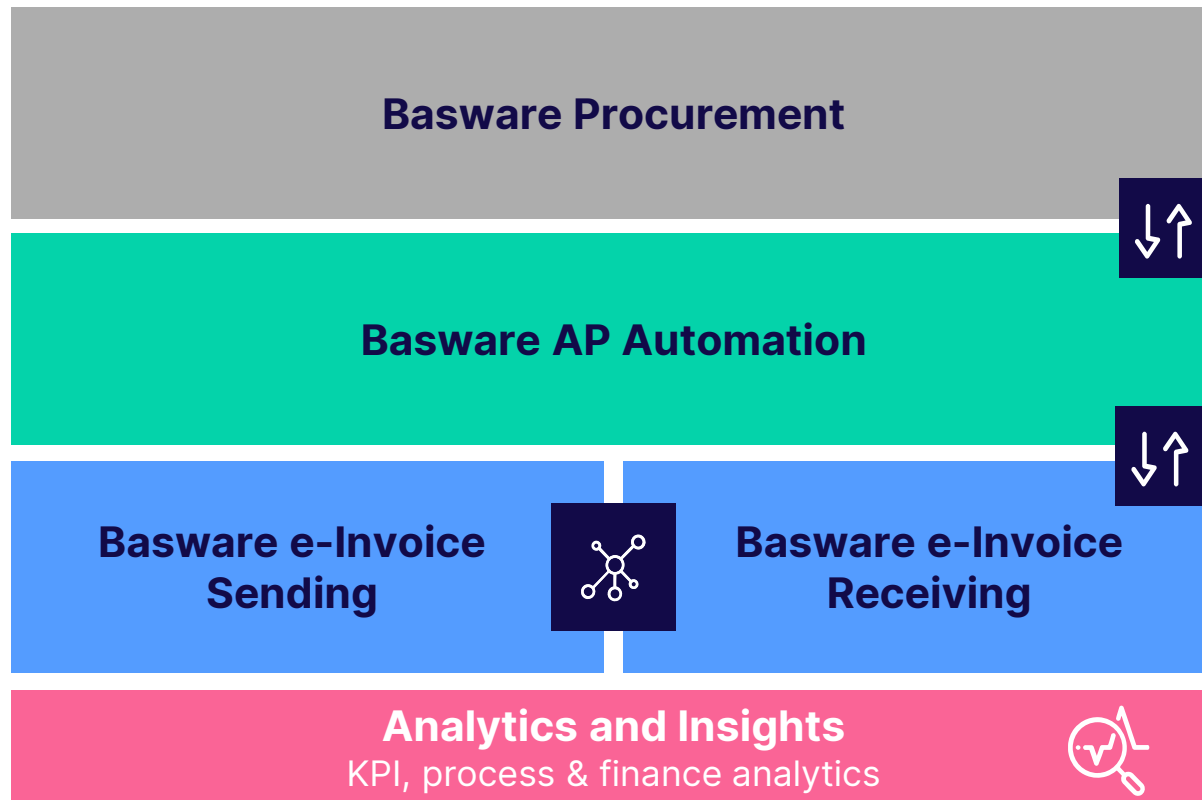 Basware Procurement
Basware AP Automation
Basware e-Invoice
Sending
Basware e-Invoice
Receiving
Analytics and Insights
KPI, process & finance analytics